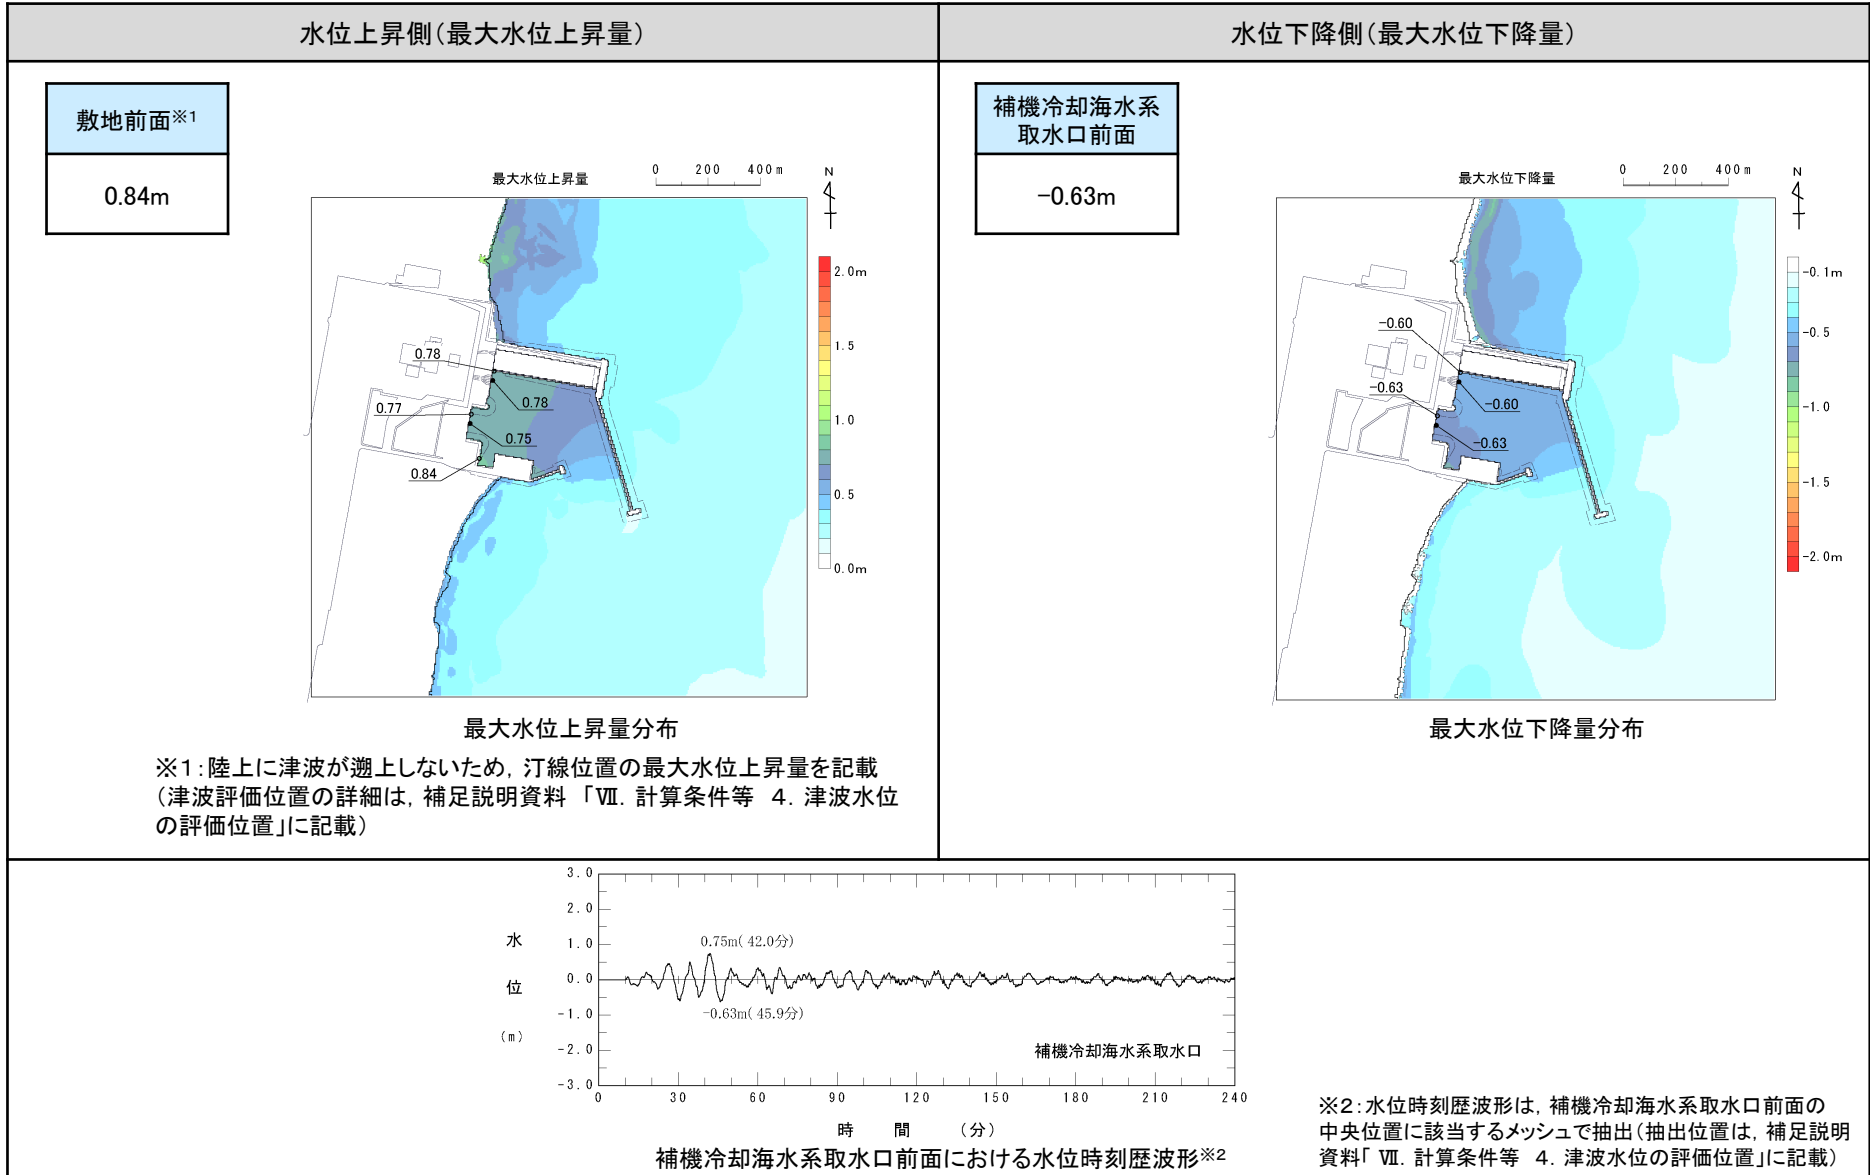 水位上昇側(最大水位上昇量)
水位下降側(最大水位下降量)
敷地前面※1
0.84m
最大水位上昇量
0 200 400m
N
2.0m
1.5
1.0
0.5
0.0m
0.78
0.78
0.77
0.75
0.84
最大水位上昇量分布
※1:陸上に津波が遡上しないため, 汀線位置の最大水位上昇量を記載
(津波評価位置の詳細は, 補足説明資料 「Ⅶ. 計算条件等 4. 津波水位
の評価位置」に記載)
補機冷却海水系
取水口前面
-0.63m
最大水位下降量
0 200 400m
N
-0.1m
-0.5
-1.0
-1.5
-2.0m
-0.60
-0.63
-0.60
-0.63
最大水位下降量分布
3.0
2.0
1.0
0.0
-1.0
-2.0
-3.0
水
位
(m)
0.75m(42.0分)
-0.63m(45.9分)
補機冷却海水系取水口
0 30 60 90 120 150 180 210 240
時 間 (分)
補機冷却海水系取水口前面における水位時刻歴波形※2
※2:水位時刻歴波形は, 補機冷却海水系取水口前面の
中央位置に該当するメッシュで抽出(抽出位置は, 補足説明
資料「 Ⅶ. 計算条件等 4. 津波水位の評価位置」に記載)